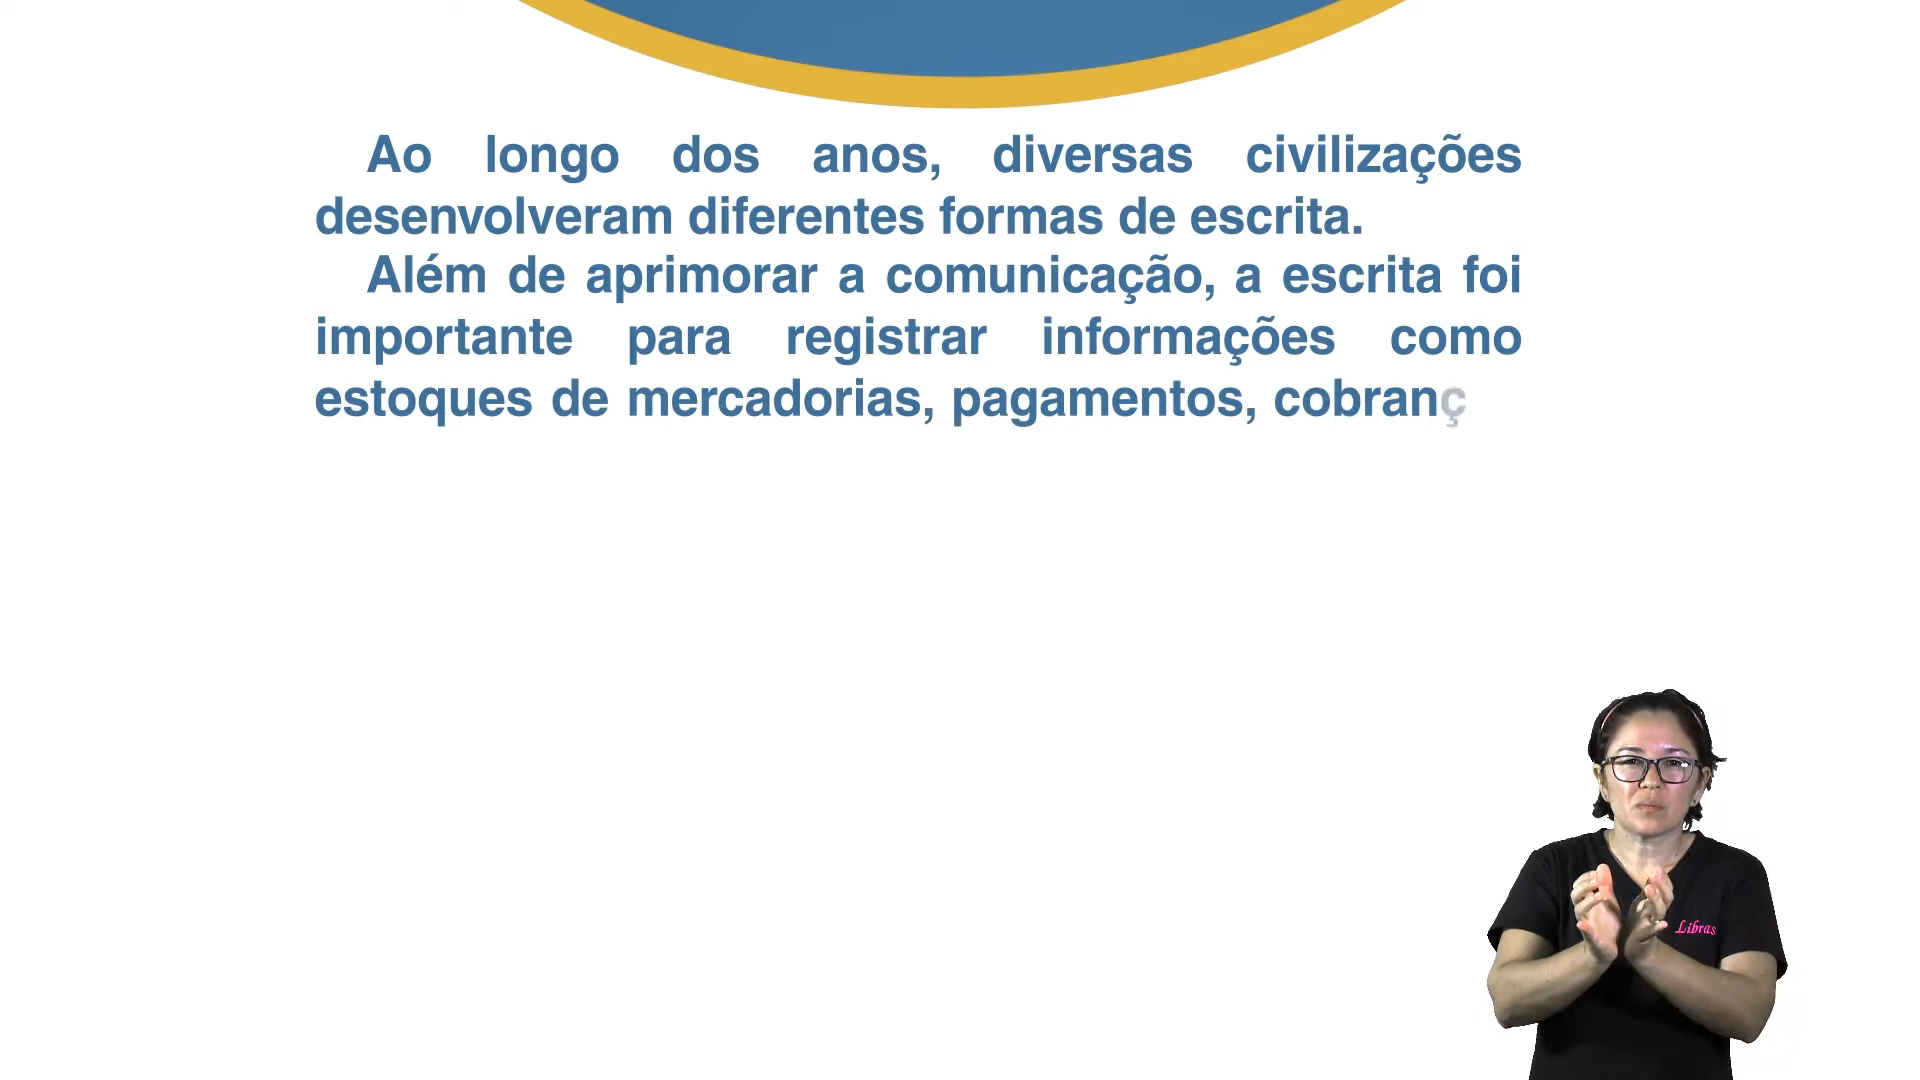 Ao longo dos anos, diversas civilizações
desenvolveram diferentes formas de escrita.
Além de aprimorar a comunicação, a escrita foi
importante para registrar informações como
estoques de mercadorias, pagamentos, cobranç
Libras